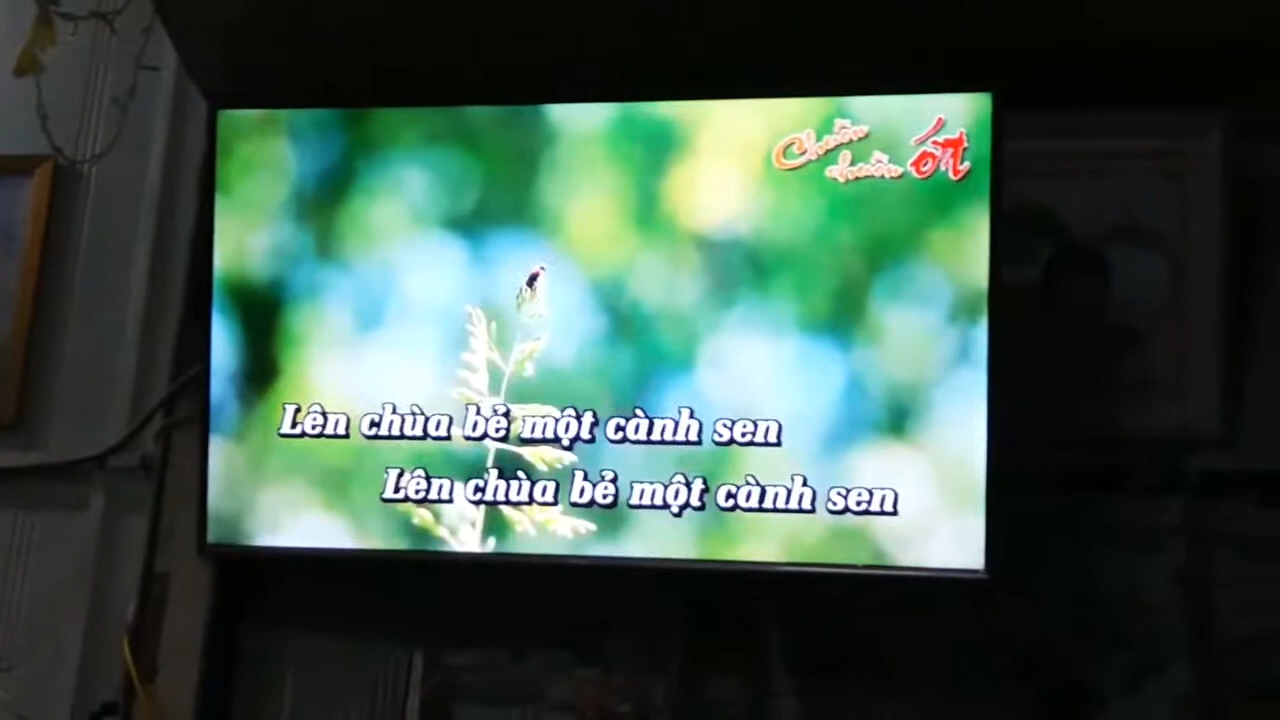 Chuồn
chuồn ớt
Lên chùa bẻ một cành sen
Lên chùa bẻ một cành sen